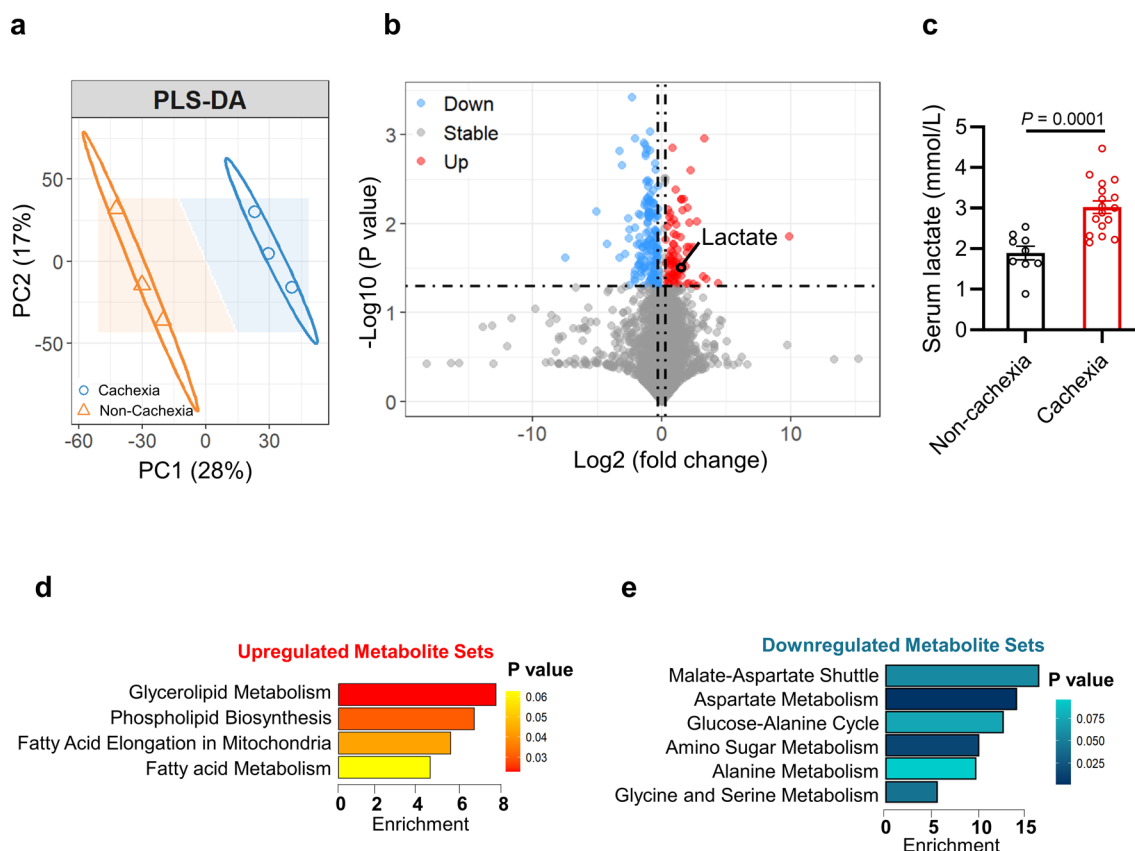 a
PLS-DA
PC2 (17%)
50
0
-50
Cachexia
Non-Cachexia
-60
-30
0
30
PC1 (28%)
b
-Log10 (P value)
3
2
1
0
Down
Stable
Up
Lactate
-10
0
10
Log2 (fold change)
c
P = 0.0001
Serum lactate (mmol/L)
5
4
3
2
1
0
Non-cachexia
Cachexia
d
Upregulated Metabolite Sets
Glycerolipid Metabolism
Phospholipid Biosynthesis
Fatty Acid Elongation in Mitochondria
Fatty acid Metabolism
0 2 4 6 8
Enrichment
P value
0.06
0.05
0.04
0.03
e
Downregulated Metabolite Sets
Malate-Aspartate Shuttle
Aspartate Metabolism
Glucose-Alanine Cycle
Amino Sugar Metabolism
Alanine Metabolism
Glycine and Serine Metabolism
0 5 10 15
Enrichment
P value
0.075
0.050
0.025